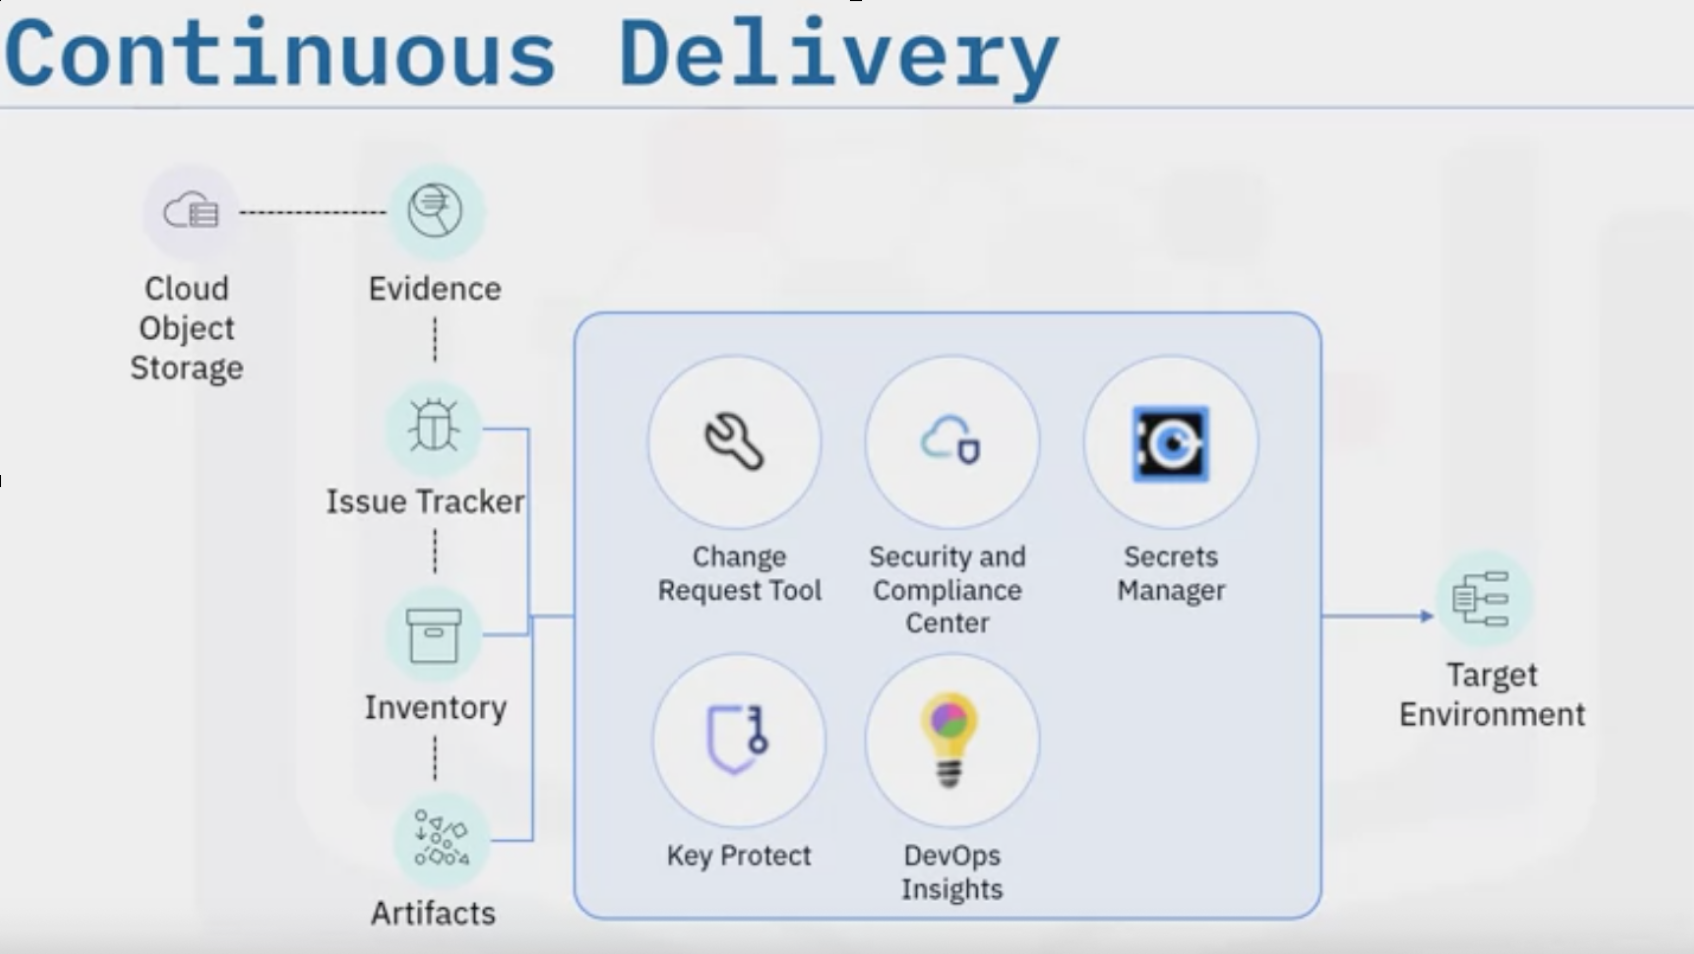 Continuous Delivery
Cloud
Object
Storage
Evidence
Issue Tracker
Inventory
Artifacts
Change
Request Tool
Security and
Compliance
Center
Secrets
Manager
Key Protect
DevOps
Insights
Target
Environment